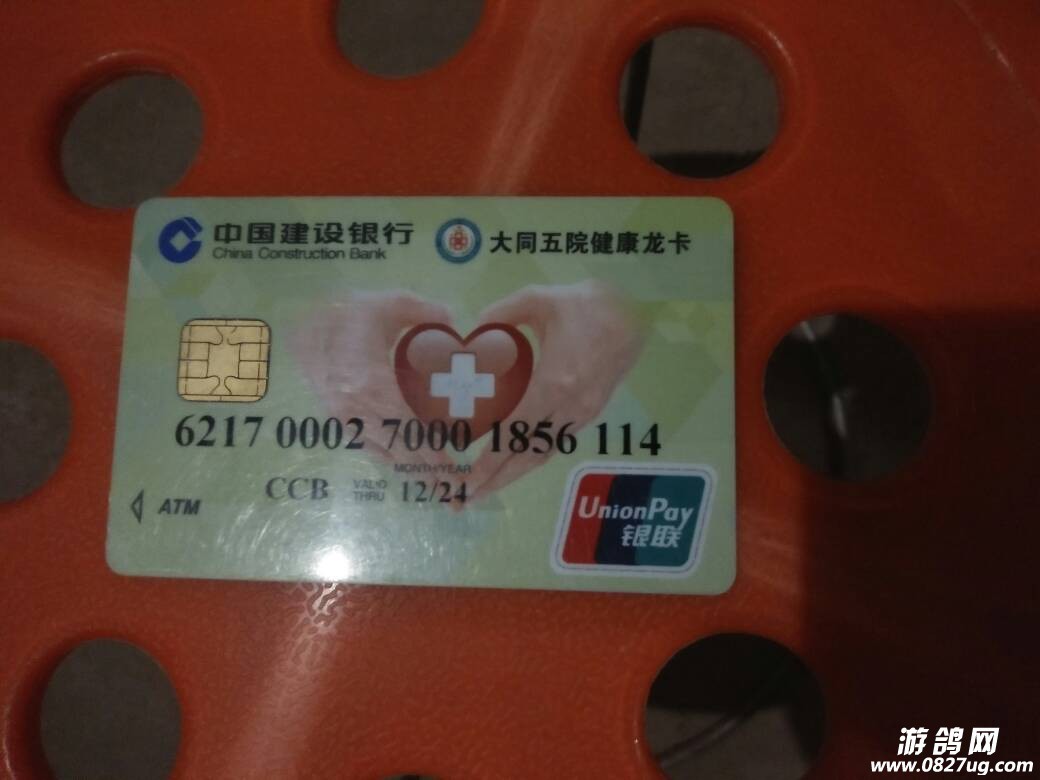 中国建设银行
China Construction Bank
大同五院健康龙卡
6217 0002 7000 1856 114
MONTH/YEAR
CCB VALID THRU 12/24
ATM
UnionPay
银联
游鸽网
www.0827ug.com